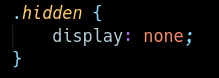 .hidden {
    display: none;
}